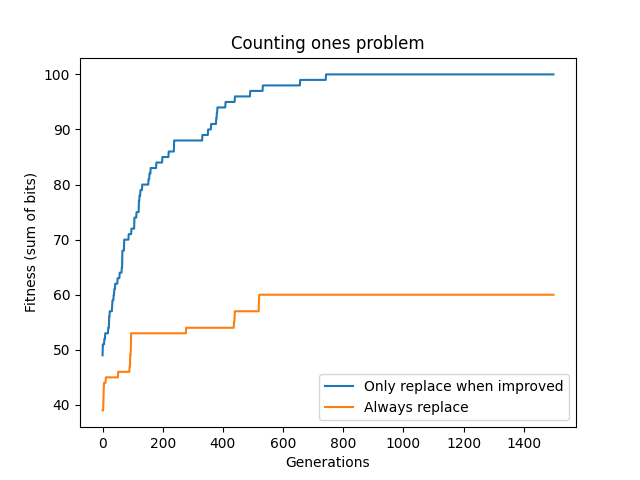 Counting ones problem
Fitness (sum of bits)
100
90
80
70
60
50
40
Only replace when improved
Always replace
0 200 400 600 800 1000 1200 1400
Generations